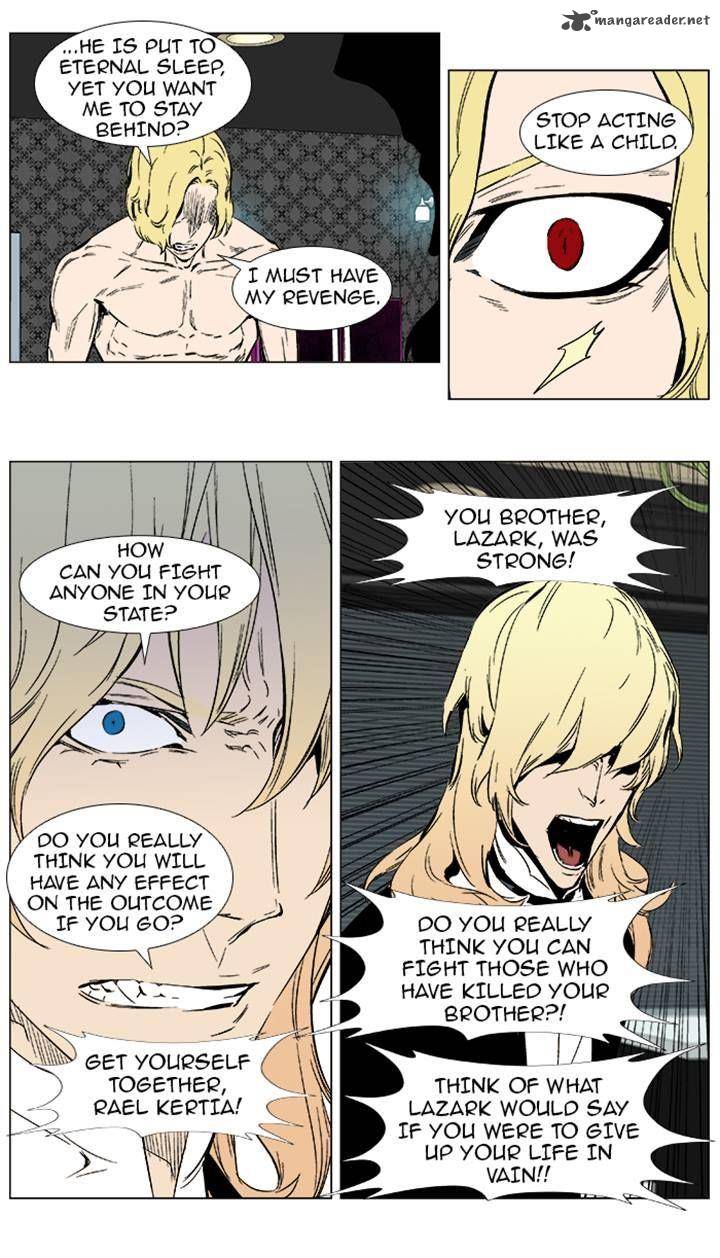 mangareader.net
...HE IS PUT TO
ETERNAL SLEEP,
YET YOU WANT
ME TO STAY
BEHIND?
I MUST HAVE
MY REVENGE.
STOP ACTING
LIKE A CHILD.
HOW
CAN YOU FIGHT
ANYONE IN YOUR
STATE?
DO YOU REALLY
THINK YOU WILL
HAVE ANY EFFECT
ON THE OUTCOME
IF YOU GO?
GET YOURSELF
TOGETHER,
RAEL KERTIA!
YOU BROTHER,
LAZARK, WAS
STRONG!
DO YOU REALLY
THINK YOU CAN
FIGHT THOSE WHO
HAVE KILLED YOUR
BROTHER?!
THINK OF WHAT
LAZARK WOULD SAY
IF YOU WERE TO GIVE
UP YOUR LIFE IN
VAIN!!